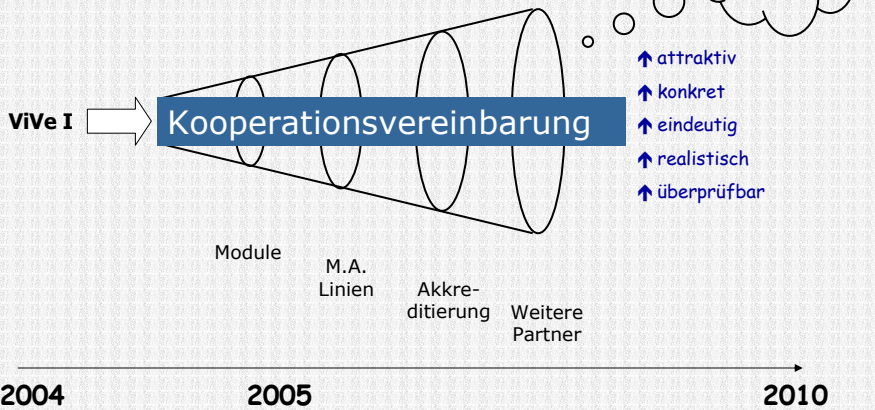 ViVe I
Kooperationsvereinbarung
attraktiv
konkret
eindeutig
realistisch
überprüfbar
Module
M.A.
Linien
Akkre-
ditierung
Weitere
Partner
2004
2005
2010